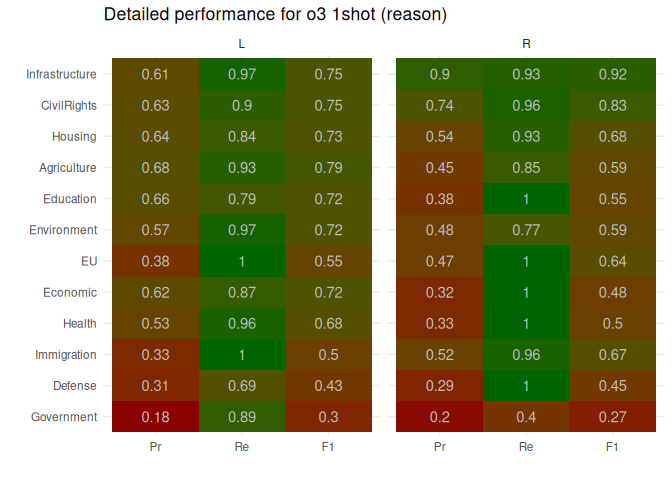 Detailed performance for o3 1shot (reason)
L R
Infrastructure 0.61 0.97 0.75 0.9 0.93 0.92
CivilRights 0.63 0.9 0.75 0.74 0.96 0.83
Housing 0.64 0.84 0.73 0.54 0.93 0.68
Agriculture 0.68 0.93 0.79 0.45 0.85 0.59
Education 0.66 0.79 0.72 0.38 1 0.55
Environment 0.57 0.97 0.72 0.48 0.77 0.59
EU 0.38 1 0.55 0.47 1 0.64
Economic 0.62 0.87 0.72 0.32 1 0.48
Health 0.53 0.96 0.68 0.33 1 0.5
Immigration 0.33 1 0.5 0.52 0.96 0.67
Defense 0.31 0.69 0.43 0.29 1 0.45
Government 0.18 0.89 0.3 0.2 0.4 0.27
Pr Re F1 Pr Re F1